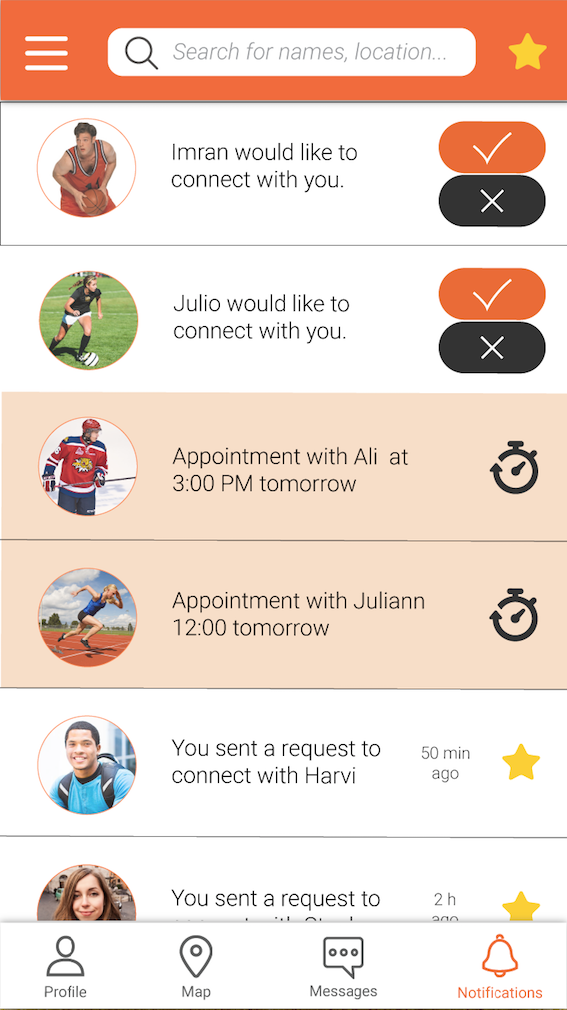 Search for names, location...
Imran would like to
connect with you.
Julio would like to
connect with you.
Appointment with Ali at
3:00 PM tomorrow
Appointment with Juliann
12:00 tomorrow
You sent a request to
connect with Harvi
50 min
ago
You sent a request to
2 h
ago
Profile
Map
Messages
Notifications